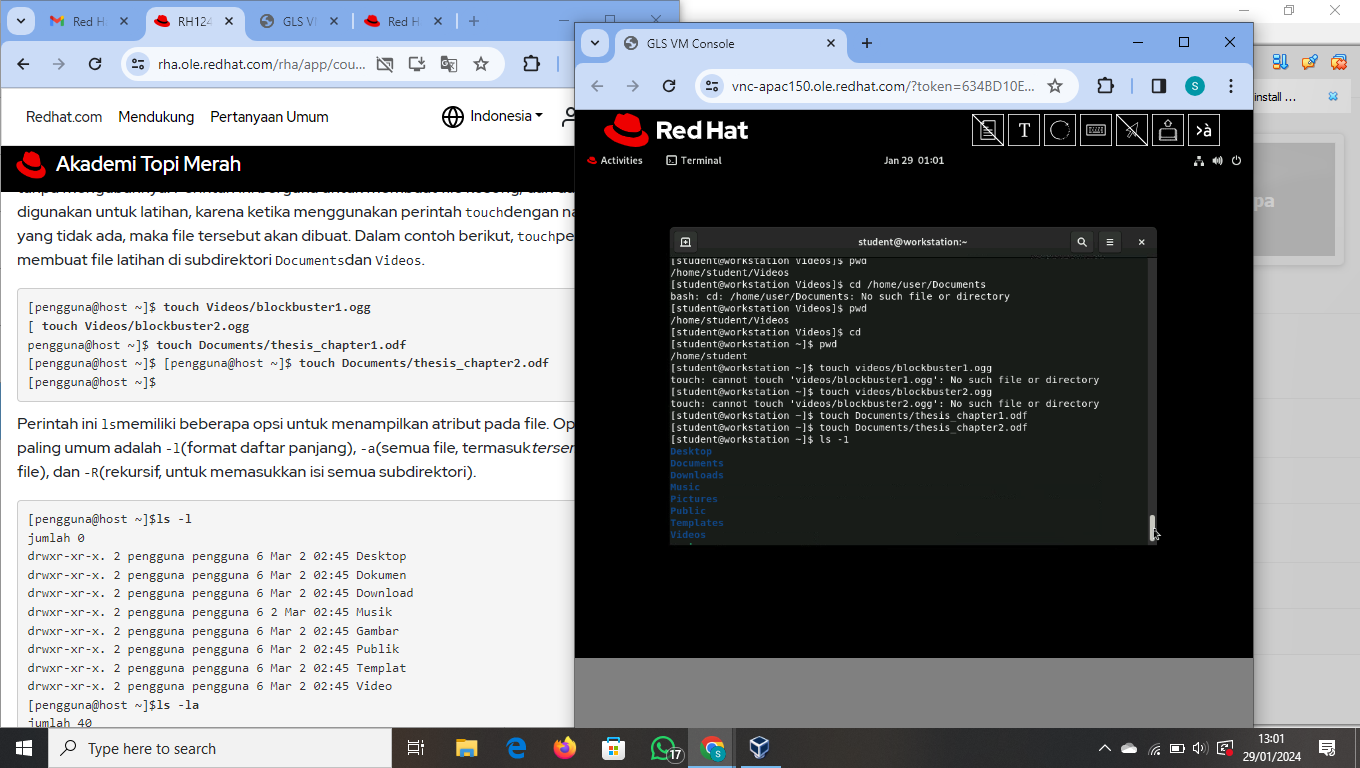 Red Ha
RH124
GLS VM
Red H
rha.ole.redhat.com/rha/app/cou...
Redhat.com
Mendukung
Pertanyaan Umum
Indonesia
Akademi Topi Merah
digunakan untuk latihan, karena ketika menggunakan perintah touchdengan na
yang tidak ada, maka file tersebut akan dibuat. Dalam contoh berikut, touchpe
membuat file latihan di subdirektori Documentsdan Videos.
[pengguna@host ~]$ touch Videos/blockbuster1.ogg
[ touch Videos/blockbuster2.ogg
pengguna@host ~]$ touch Documents/thesis_chapter1.odf
[pengguna@host ~]$ [pengguna@host ~]$ touch Documents/thesis_chapter2.odf
[pengguna@host ~]$
Perintah ini lsmemiliki beberapa opsi untuk menampilkan atribut pada file. Op
paling umum adalah -l(format daftar panjang), -a(semua file, termasukterser
file), dan -R(rekursif, untuk memasukkan isi semua subdirektori).
[pengguna@host ~]$ls -l
jumlah 0
drwxr-xr-x. 2 pengguna pengguna 6 Mar 2 02:45 Desktop
drwxr-xr-x. 2 pengguna pengguna 6 Mar 2 02:45 Dokumen
drwxr-xr-x. 2 pengguna pengguna 6 Mar 2 02:45 Download
drwxr-xr-x. 2 pengguna pengguna 6 2 Mar 02:45 Musik
drwxr-xr-x. 2 pengguna pengguna 6 Mar 2 02:45 Gambar
drwxr-xr-x. 2 pengguna pengguna 6 Mar 2 02:45 Publik
drwxr-xr-x. 2 pengguna pengguna 6 Mar 2 02:45 Templat
drwxr-xr-x. 2 pengguna pengguna 6 Mar 2 02:45 Video
[pengguna@host ~]$ls -la
jumlah 40
GLS VM Console
vnc-apac150.ole.redhat.com/?token=634BD10E...
S
Red Hat
T
>à
Activities
Terminal
Jan 29 01:01
student@workstation:~
[student@workstation Videos]$ pwd
/home/student/Videos
[student@workstation Videos]$ cd /home/user/Documents
bash: cd: /home/user/Documents: No such file or directory
[student@workstation Videos]$ pwd
/home/student/Videos
[student@workstation Videos]$ cd
[student@workstation ~]$ pwd
/home/student
[student@workstation ~]$ touch videos/blockbuster1.ogg
touch: cannot touch 'videos/blockbuster1.ogg': No such file or directory
[student@workstation ~]$ touch videos/blockbuster2.ogg
touch: cannot touch 'videos/blockbuster2.ogg': No such file or directory
[student@workstation ~]$ touch Documents/thesis_chapter1.odf
[student@workstation ~]$ touch Documents/thesis_chapter2.odf
[student@workstation ~]$ ls -1
Desktop
Documents
Downloads
Music
Pictures
Public
Templates
Videos
install ...
pa
Type here to search
17
S
13:01
29/01/2024